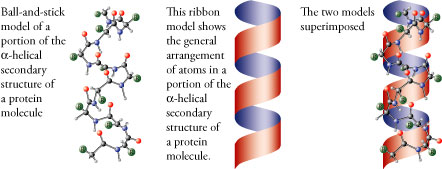 Ball-and-stick
model of a
portion of the
α-helical
secondary
structure of
a protein
molecule
This ribbon
model shows
the general
arrangement
of atoms in a
portion of the
α-helical
secondary
structure of
a protein
molecule.
The two models
superimposed